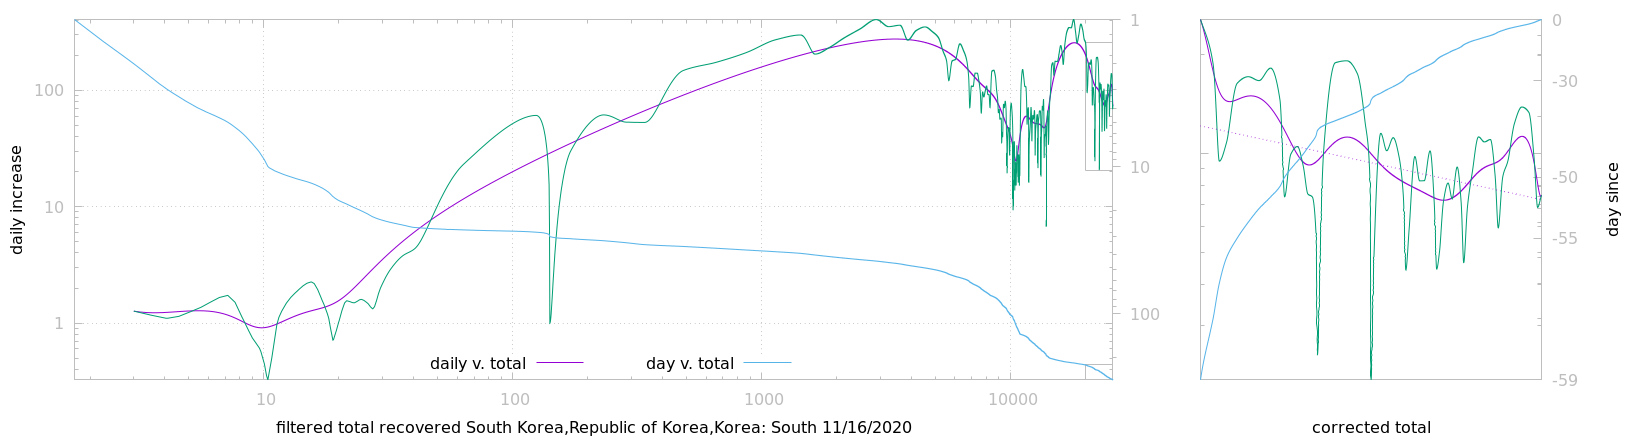 daily increase
100
10
1
10
100
1000
10000
1
10
100
daily v. total
day v. total
filtered total recovered South Korea,Republic of Korea,Korea: South 11/16/2020
0
-30
-50
-55
-59
day since
corrected total